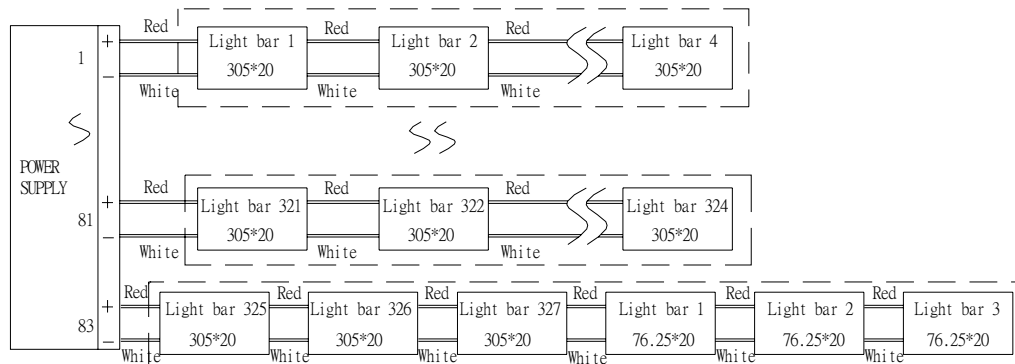 Red Red Red
+ Light bar 1 Light bar 2 Light bar 4
1
305*20 305*20 305*20
−
White White White
POWER
SUPPLY
Red Red Red
+ Light bar 321 Light bar 322 Light bar 324
81
305*20 305*20 305*20
−
White White White
Red Red Red Red Red Red
+ Light bar 325 Light bar 326 Light bar 327 Light bar 1 Light bar 2 Light bar 3
83
305*20 305*20 305*20 76.25*20 76.25*20 76.25*20
−
White White White White White White